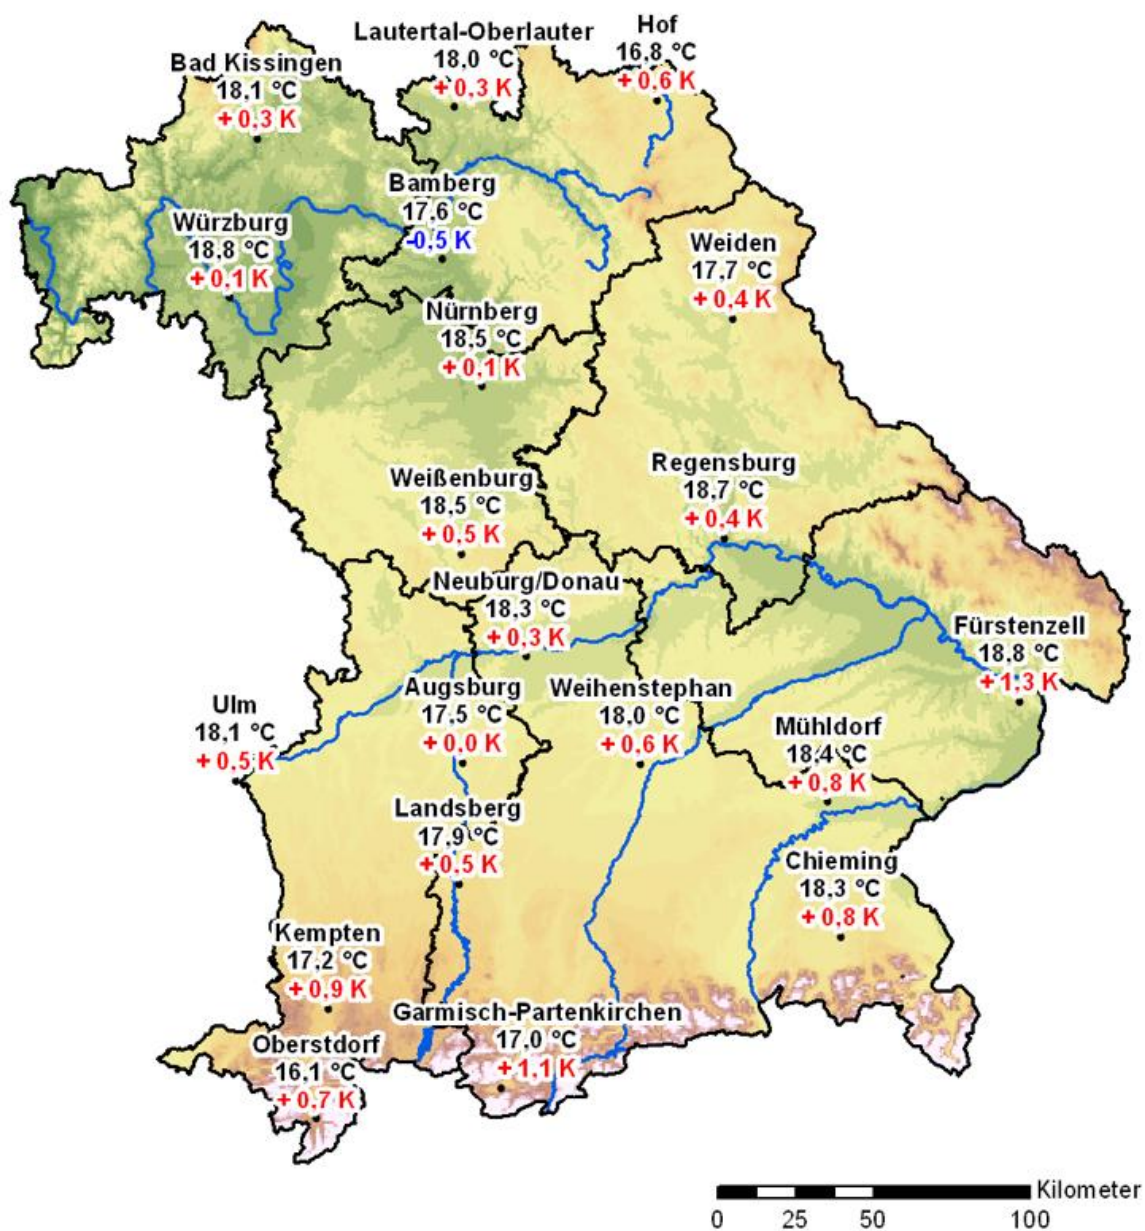 Lautertal-Oberlauter
18,0 °C
+ 0,3 K
Hof
16,8 °C
+ 0,6 K
Bad Kissingen
18,1 °C
+ 0,3 K
Bamberg
17,6 °C
-0,5 K
Würzburg
18,8 °C
+ 0,1 K
Weiden
17,7 °C
+ 0,4 K
Nürnberg
18,5 °C
+ 0,1 K
Regensburg
18,7 °C
+ 0,4 K
Weißenburg
18,5 °C
+ 0,5 K
Neuburg/Donau
18,3 °C
+ 0,3 K
Fürstenzell
18,8 °C
+ 1,3 K
Augsburg
17,5 °C
+ 0,0 K
Weihenstephan
18,0 °C
+ 0,6 K
Ulm
18,1 °C
+ 0,5 K
Mühldorf
18,4 °C
+ 0,8 K
Landsberg
17,9 °C
+ 0,5 K
Chieming
18,3 °C
+ 0,8 K
Kempten
17,2 °C
+ 0,9 K
Garmisch-Partenkirchen
17,0 °C
+ 1,1 K
Oberstdorf
16,1 °C
+ 0,7 K
Kilometer
0 25 50 100